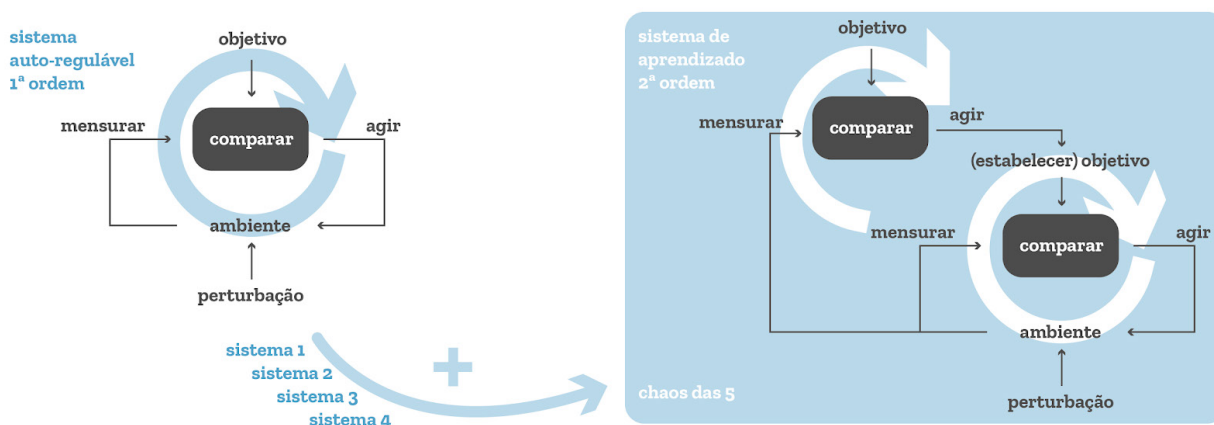 sistema
auto-regulável
1ª ordem
objetivo
mensurar
comparar
agir
ambiente
perturbação
sistema 1
sistema 2
sistema 3
sistema 4
+
sistema de
aprendizado
2ª ordem
objetivo
mensurar
comparar
agir
(estabelecer) objetivo
mensurar
comparar
agir
ambiente
perturbação
chaos das 5